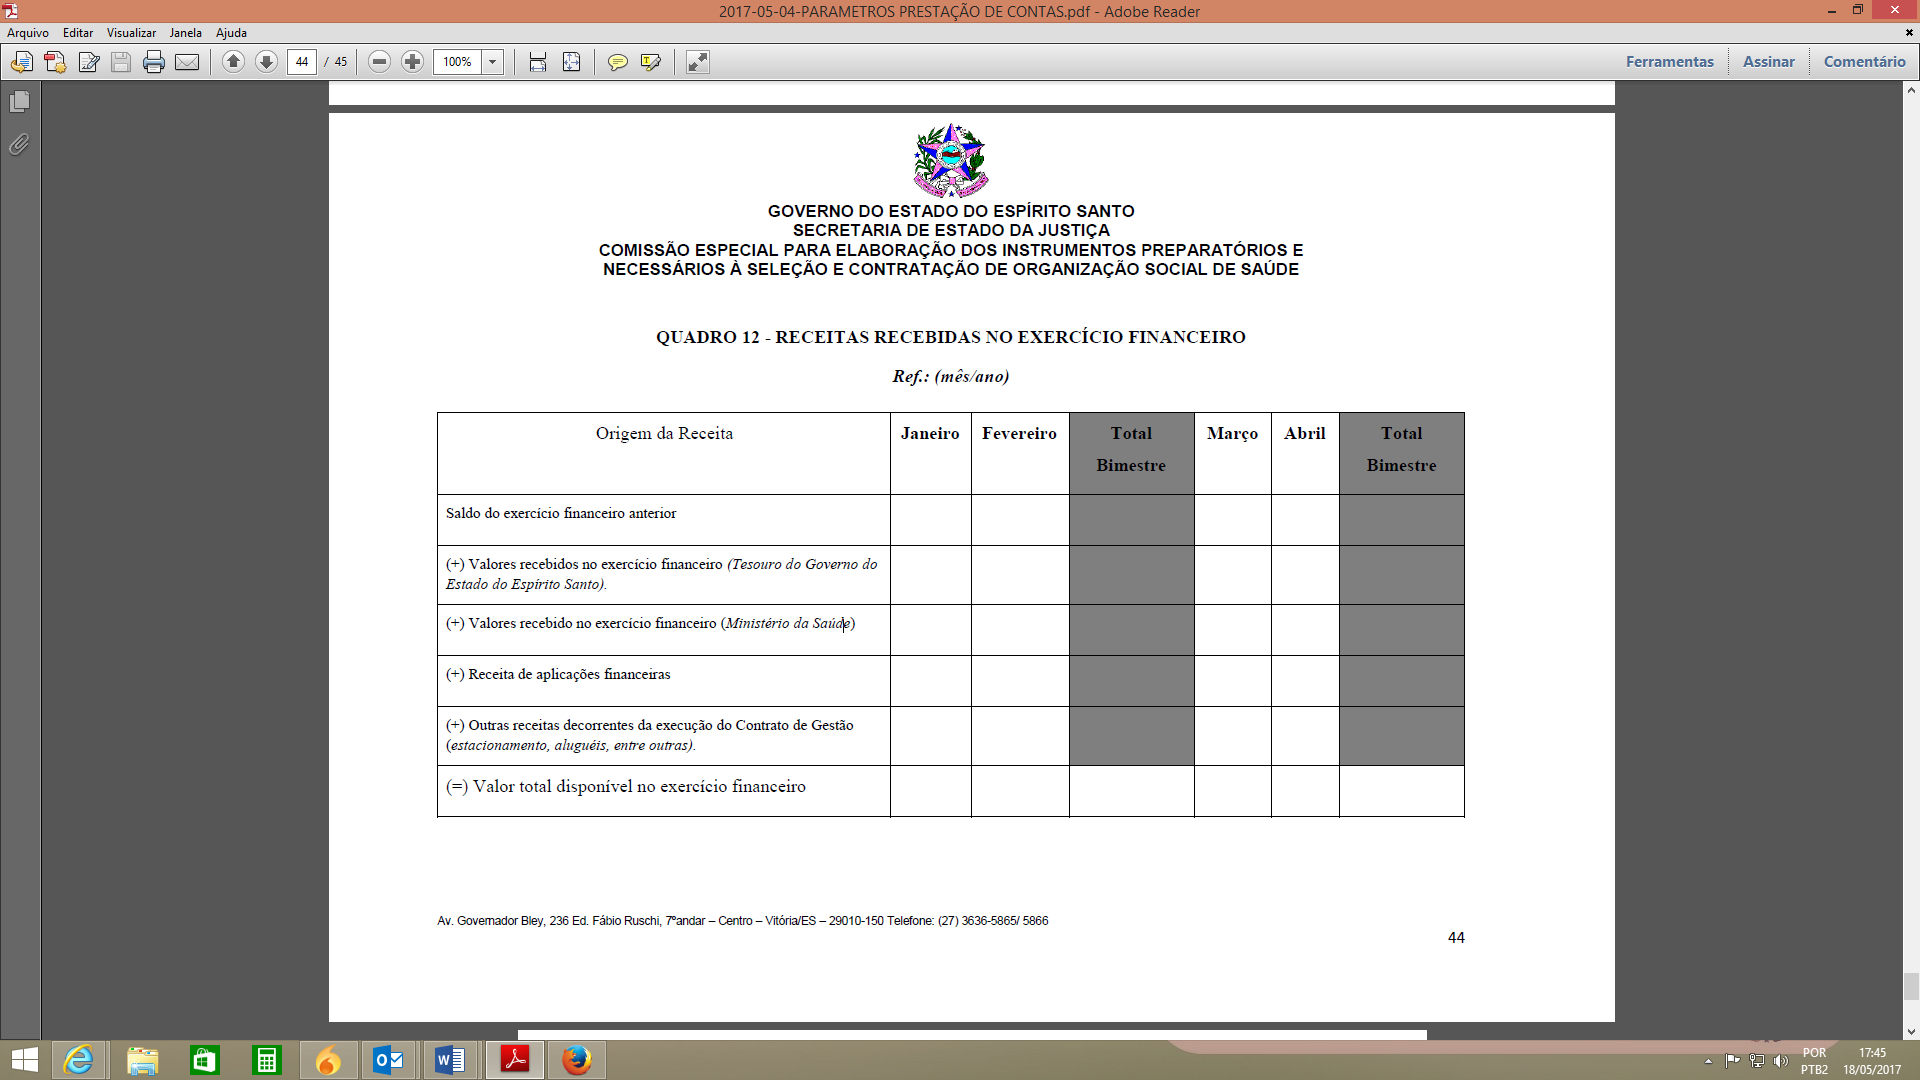 2017-05-04-PARAMETROS PRESTAÇÃO DE CONTAS.pdf - Adobe Reader
Arquivo Editar Visualizar Janela Ajuda
44 / 45 100% Ferramentas Assinar Comentário
GOVERNO DO ESTADO DO ESPÍRITO SANTO
SECRETARIA DE ESTADO DA JUSTIÇA
COMISSÃO ESPECIAL PARA ELABORAÇÃO DOS INSTRUMENTOS PREPARATÓRIOS E
NECESSÁRIOS À SELEÇÃO E CONTRATAÇÃO DE ORGANIZAÇÃO SOCIAL DE SAÚDE
QUADRO 12 - RECEITAS RECEBIDAS NO EXERCÍCIO FINANCEIRO
Ref.: (mês/ano)
Origem da Receita Janeiro Fevereiro Total Bimestre Março Abril Total Bimestre
Saldo do exercício financeiro anterior
(+) Valores recebidos no exercício financeiro (Tesouro do Governo do
Estado do Espírito Santo).
(+) Valores recebido no exercício financeiro (Ministério da Saúde)
(+) Receita de aplicações financeiras
(+) Outras receitas decorrentes da execução do Contrato de Gestão
(estacionamento, aluguéis, entre outras).
(=) Valor total disponível no exercício financeiro
Av. Governador Bley, 236 Ed. Fábio Ruschi, 7ºandar – Centro – Vitória/ES – 29010-150 Telefone: (27) 3636-5865/ 5866
44
POR 17:45
PTB2 18/05/2017